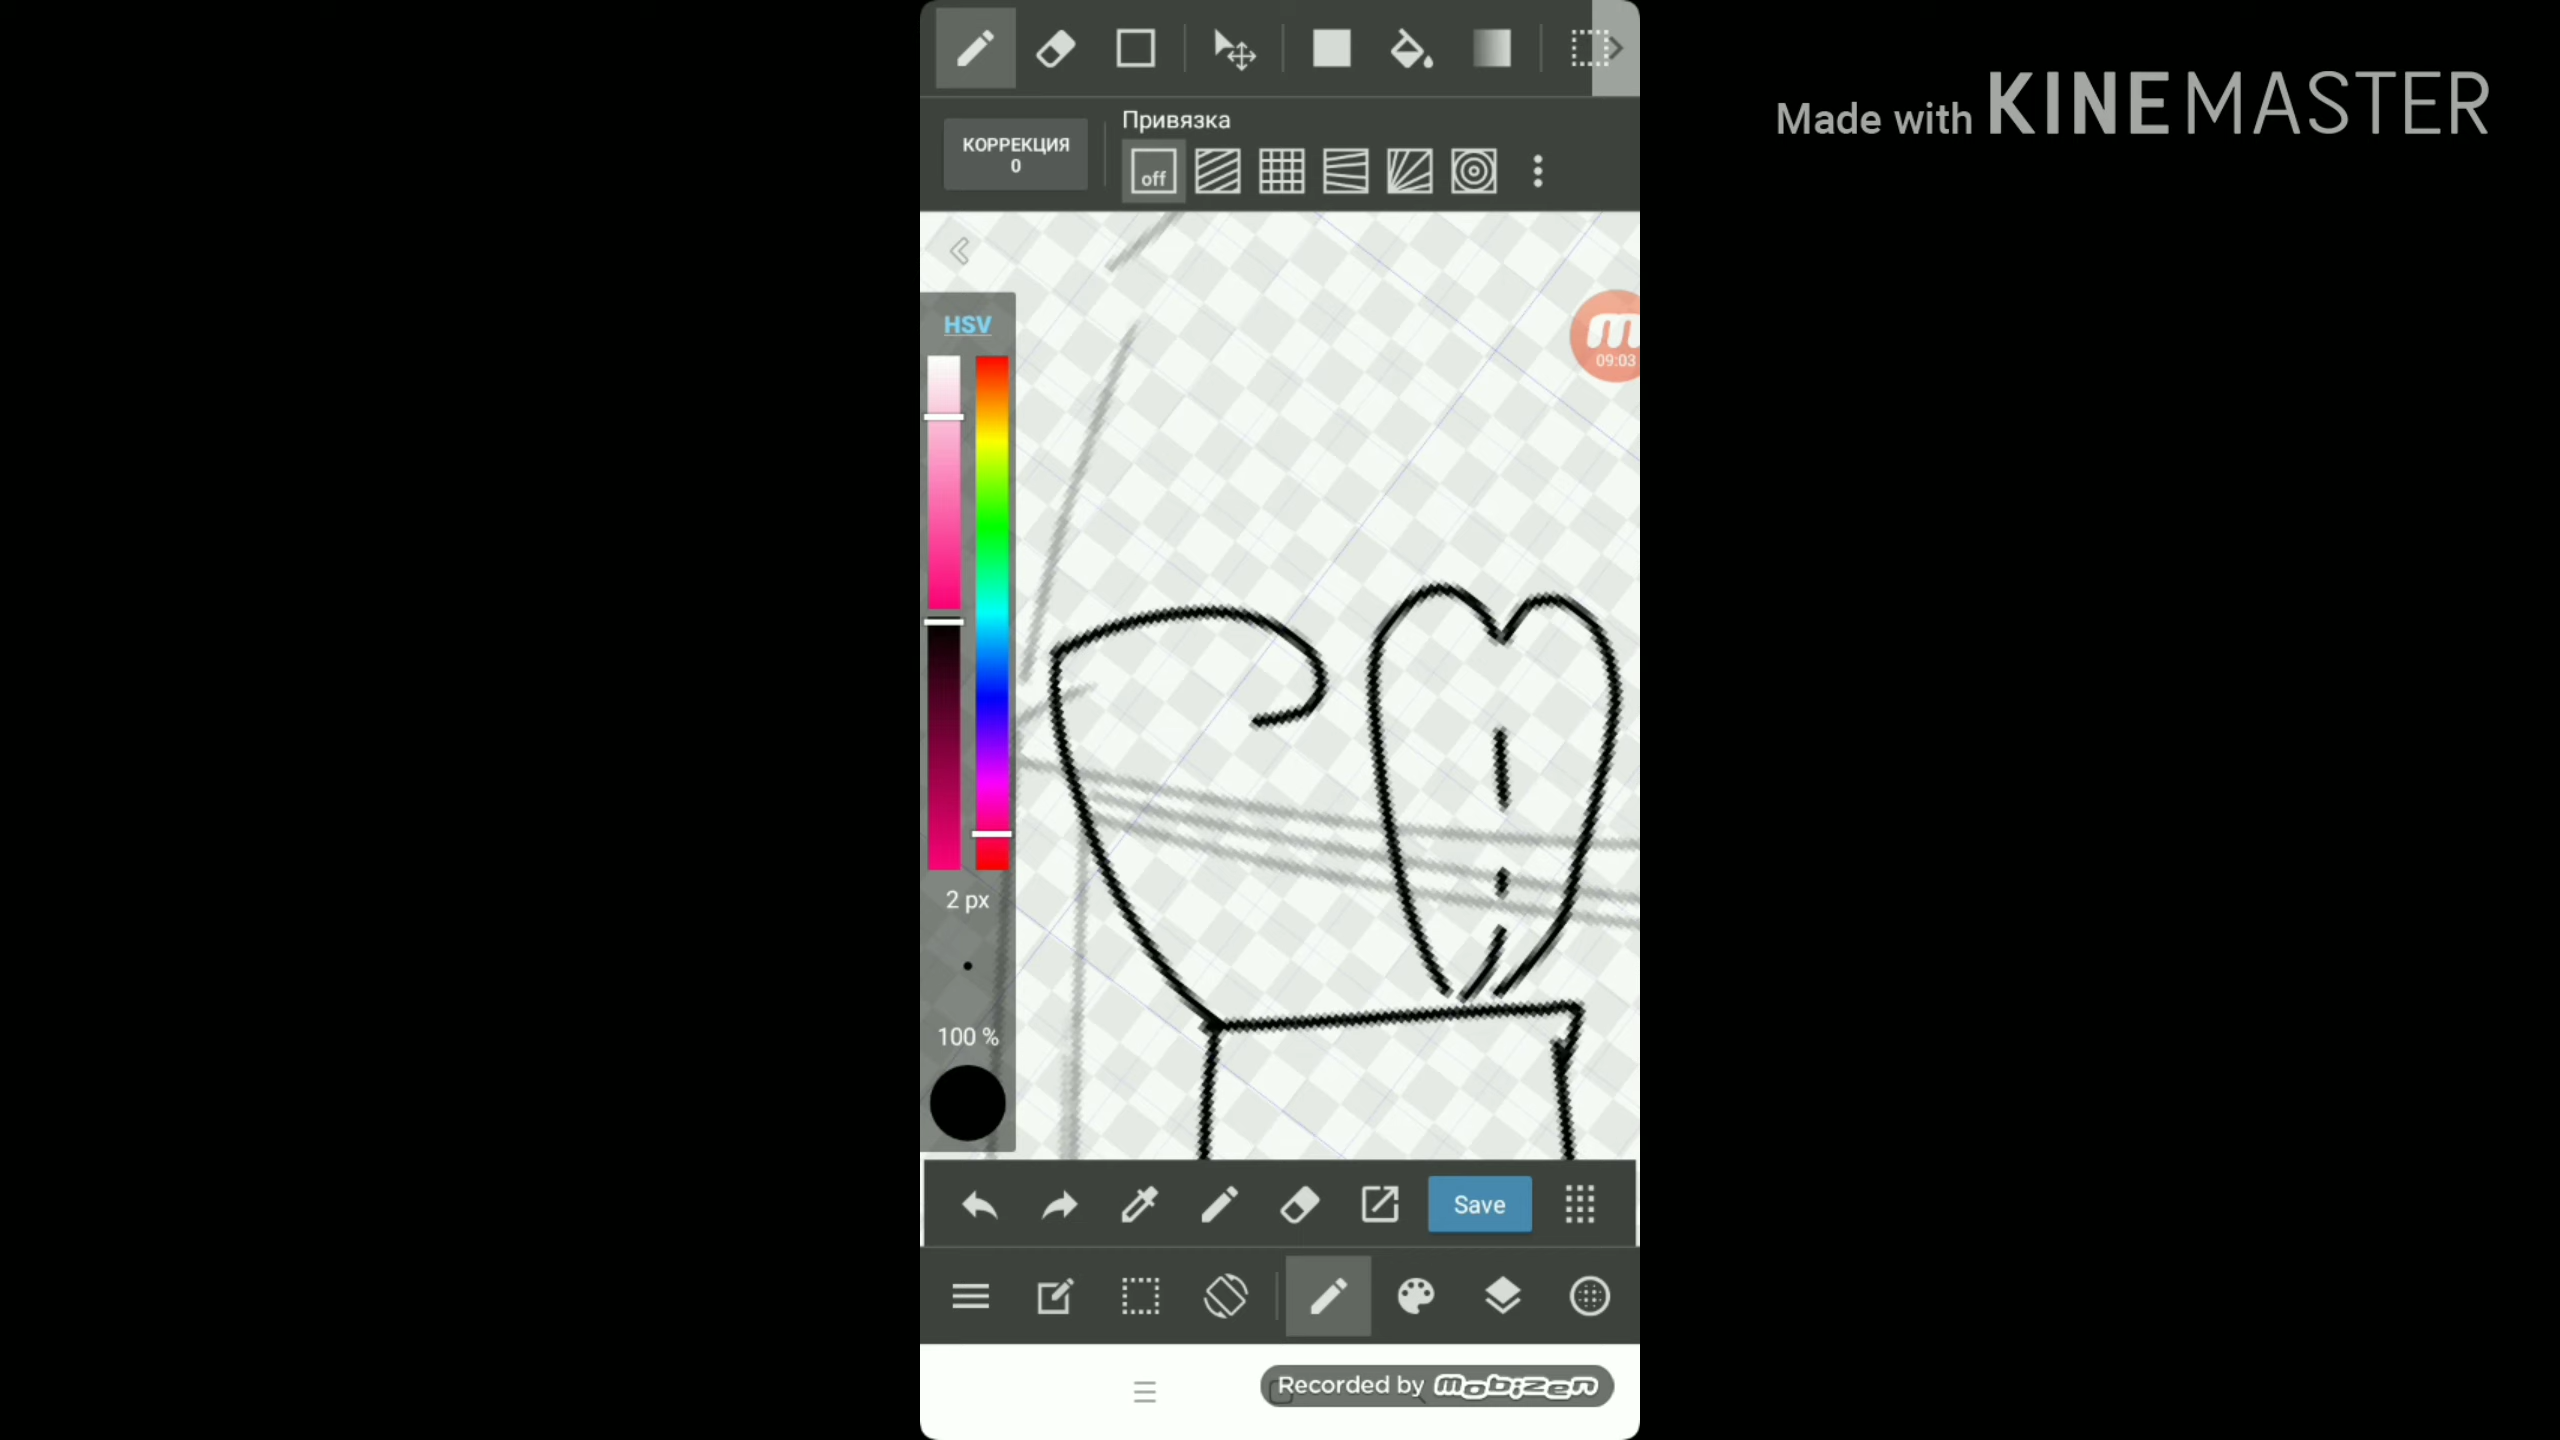 Made with KINEMASTER
Привязка
КОРРЕКЦИЯ
0
off
HSV
09:03
2 px
100 %
Save
Recorded by mobizen